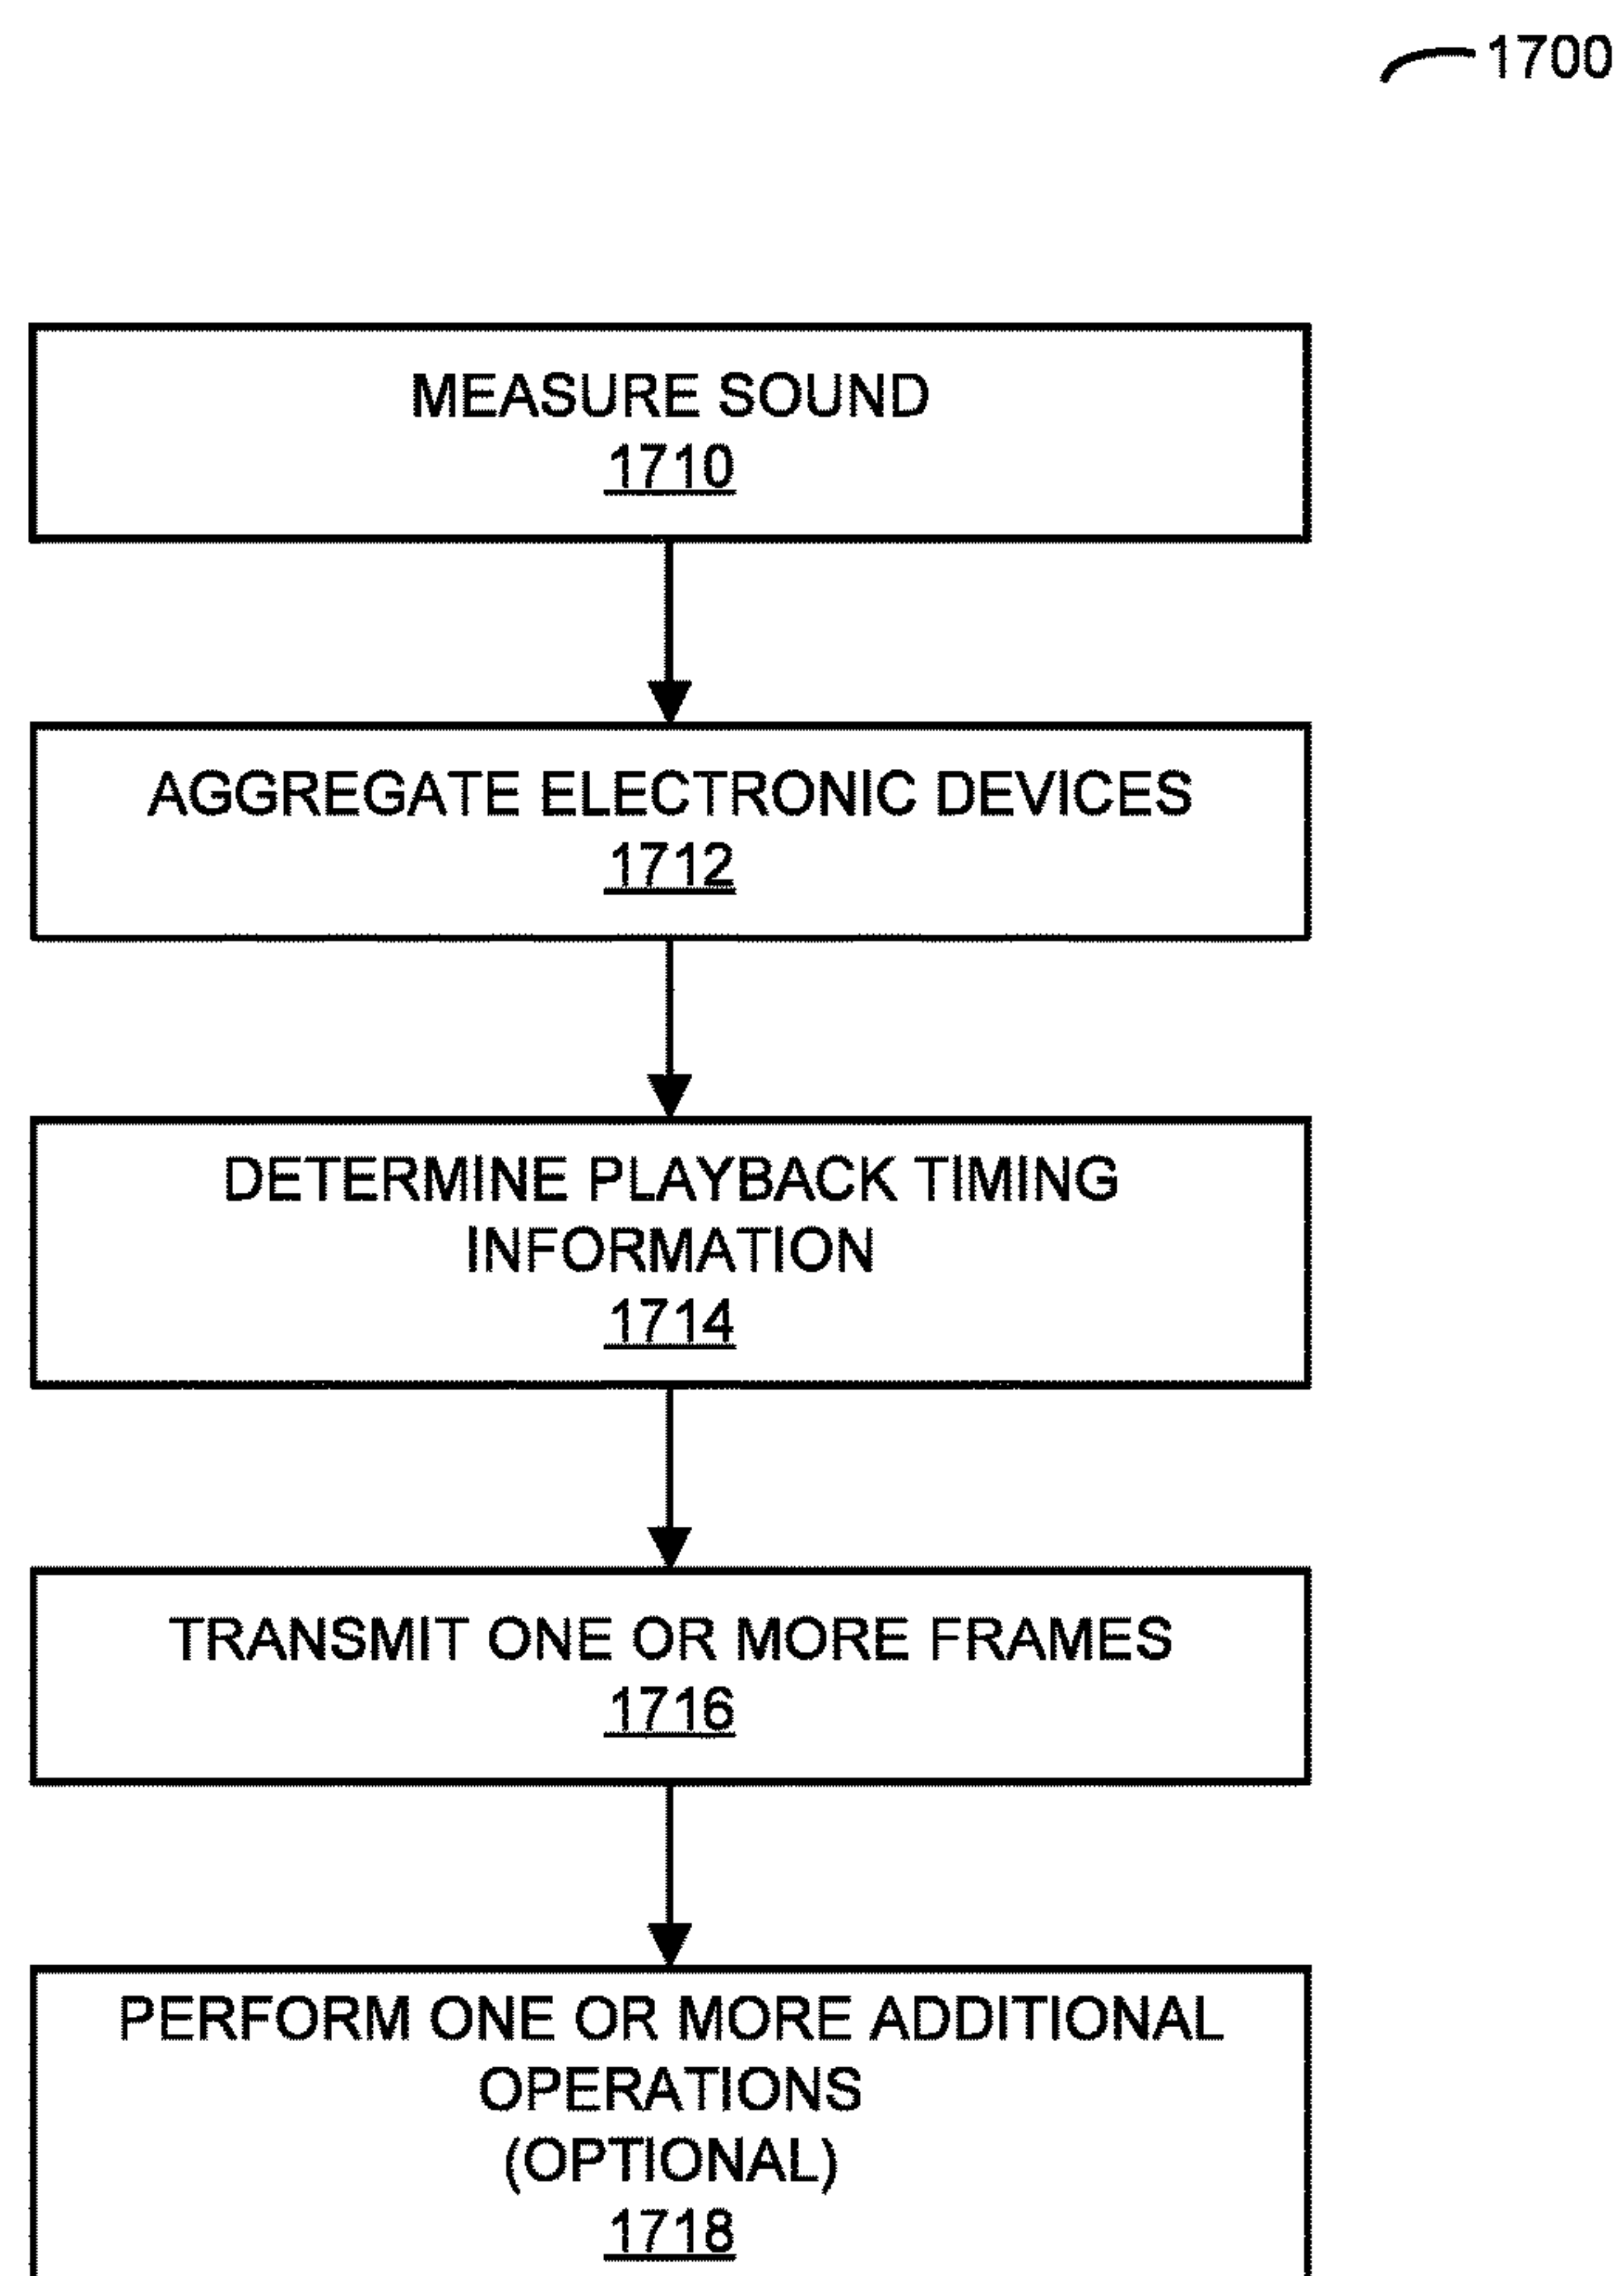 1700
MEASURE SOUND
1710
AGGREGATE ELECTRONIC DEVICES
1712
DETERMINE PLAYBACK TIMING
INFORMATION
1714
TRANSMIT ONE OR MORE FRAMES
1716
PERFORM ONE OR MORE ADDITIONAL
OPERATIONS
(OPTIONAL)
1718